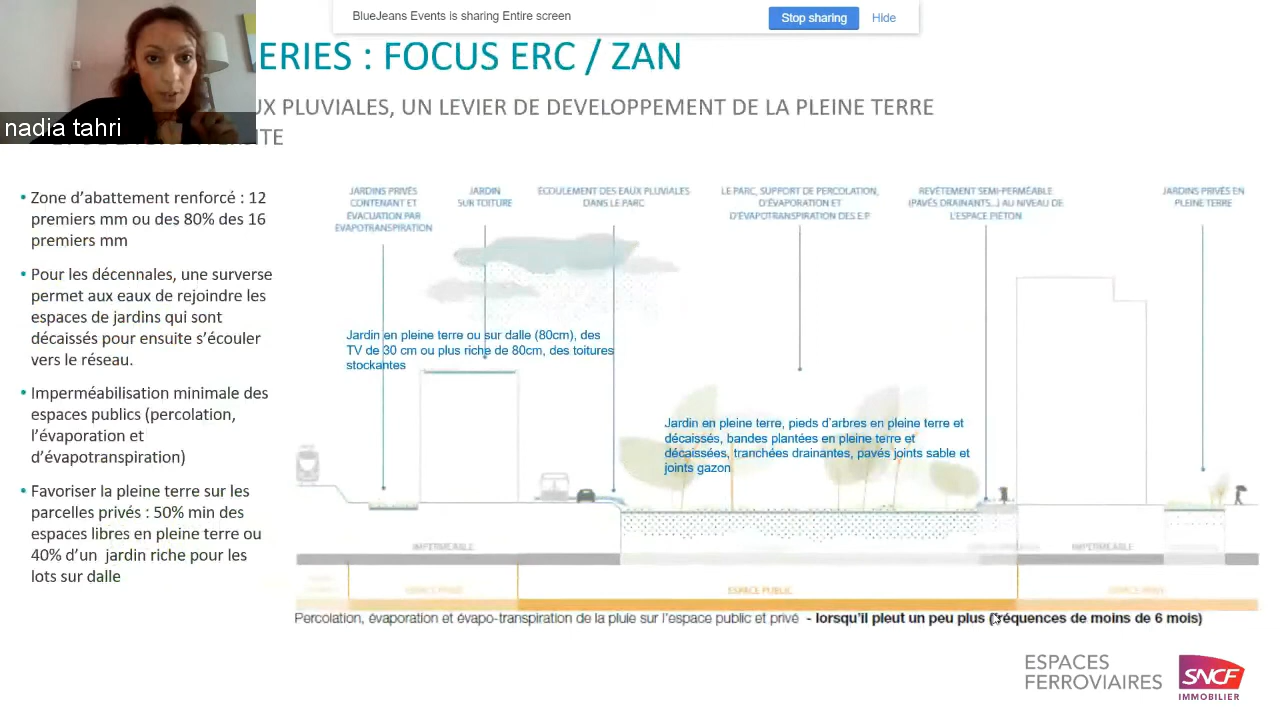 BlueJeans Events is sharing Entire screen
Stop sharing
Hide
ERIES : FOCUS ERC / ZAN
UX PLUVIALES, UN LEVIER DE DEVELOPPEMENT DE LA PLEINE TERRE
nadia tahri
• Zone d’abattement renforcé : 12
premiers mm ou des 80% des 16
premiers mm
• Pour les décennales, une surverse
permet aux eaux de rejoindre les
espaces de jardins qui sont
décaissés pour ensuite s’écouler
vers le réseau.
• Imperméabilisation minimale des
espaces publics (percolation,
l’évaporation et
d’évapotranspiration)
• Favoriser la pleine terre sur les
parcelles privés : 50% min des
espaces libres en pleine terre ou
40% d’un jardin riche pour les
lots sur dalle
JARDINS PRIVÉS
CONTENANT ET
ÉVACUATION PAR
EVAPOTRANSPIRATION
JARDIN
SUR TOITURE
ÉCOULEMENT DES EAUX PLUVIALES
DANS LE PARC
LE PARC, SUPPORT DE PERCOLATION,
D'ÉVAPORATION ET
D'ÉVAPOTRANSPIRATION DES E.P
REVÊTEMENT SEMI-PERMÉABLE
(PAVÉS DRAINANTS...) AU NIVEAU DE
L'ESPACE PIÉTON
JARDINS PRIVÉS EN
PLEINE TERRE
Jardin en pleine terre ou sur dalle (80cm), des
TV de 30 cm ou plus riche de 80cm, des toitures
stockantes
Jardin en pleine terre, pieds d’arbres en pleine terre et
décaissés, bandes plantées en pleine terre et
décaissées, tranchées drainantes, pavés joints sable et
joints gazon
IMPERMÉABLE
IMPERMÉABLE
ESPACE PUBLIC
Percolation, évaporation et évapo-transpiration de la pluie sur l’espace public et privé - lorsqu’il pleut un peu plus (fréquences de moins de 6 mois)
ESPACES
FERROVIAIRES
SNCF
IMMOBILIER